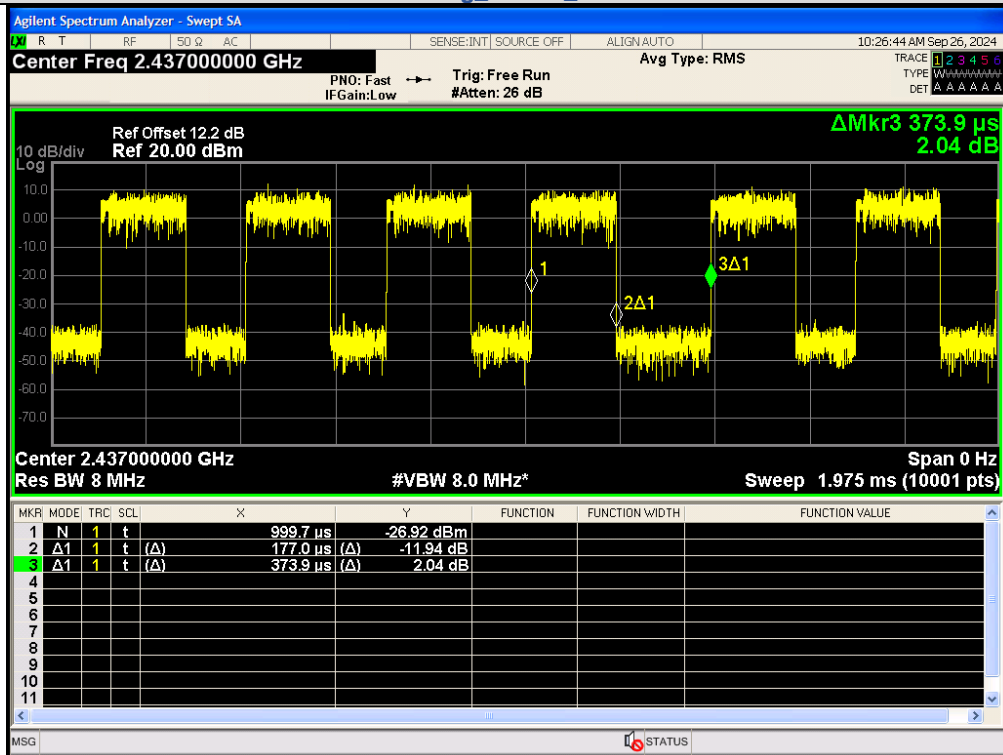 Agilent Spectrum Analyzer - Swept SA
LXI R T RF 50 Ω AC SENSE:INT SOURCE OFF ALIGN AUTO 10:26:44 AM Sep 26, 2024
Center Freq 2.437000000 GHz Avg Type: RMS TRACE 1 2 3 4 5 6
PNO: Fast Trig: Free Run TYPE W
IFGain:Low #Atten: 26 dB DET A A A A A A
ΔMkr3 373.9 µs
2.04 dB
Ref Offset 12.2 dB
10 dB/div Ref 20.00 dBm
Log
10.0
0.00
-10.0
-20.0
-30.0
-40.0
-50.0
-60.0
-70.0
1
2Δ1
3Δ1
Center 2.437000000 GHz Span 0 Hz
Res BW 8 MHz #VBW 8.0 MHz* Sweep 1.975 ms (10001 pts)
MKR MODE TRC SCL X Y FUNCTION FUNCTION WIDTH FUNCTION VALUE
1 N 1 t 999.7 µs -26.92 dBm
2 Δ1 1 t (Δ) 177.0 µs (Δ) -11.94 dB
3 Δ1 1 t (Δ) 373.9 µs (Δ) 2.04 dB
4
5
6
7
8
9
10
11
MSG STATUS